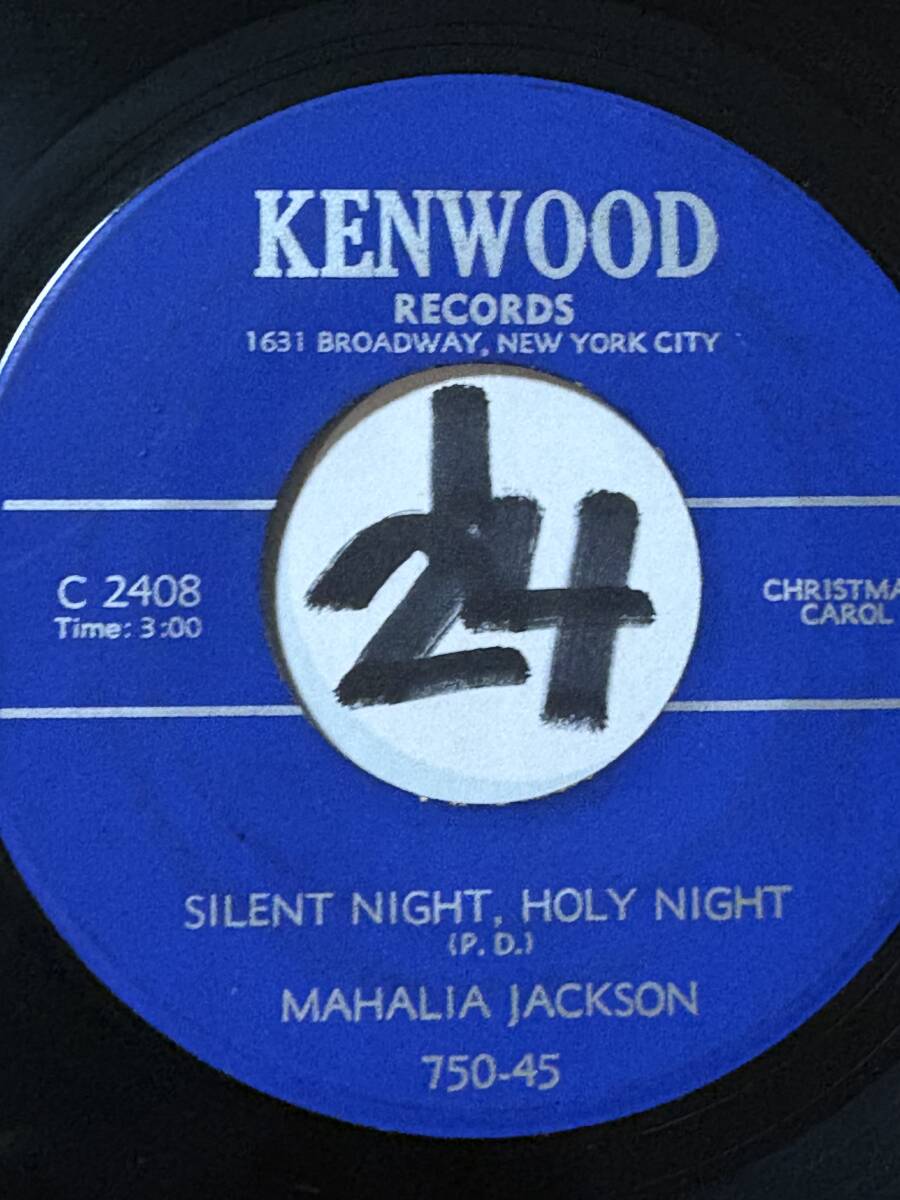 KENWOOD
RECORDS
1631 BROADWAY, NEW YORK CITY
24
C 2408
Time: 3:00
CHRISTMA
CAROL
SILENT NIGHT, HOLY NIGHT
(P. D.)
MAHALIA JACKSON
750-45